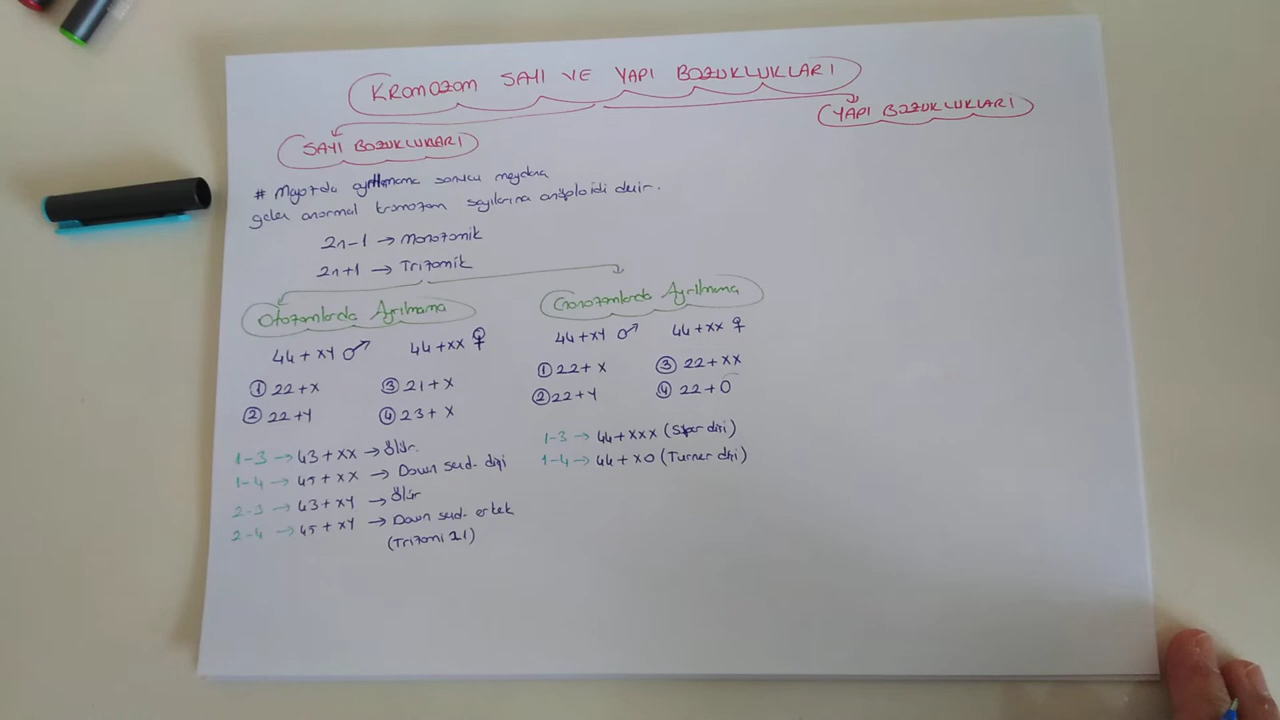 KROMOZOM SAYI VE YAPI BOZUKLUKLARI
SAYI BOZUKLUKLARI
YAPI BOZUKLUKLARI
# Mayozda ayrılmama sonucu meydana
gelen anormal kromozom sayılarına anöploidi denir.
2n-1 → Monozomik
2n+1 → Trizomik
Otozomlarda Ayrılmama
44+XY ♂ 44+XX ♀
① 22+X ③ 21+X
② 22+Y ④ 23+X
1-3 → 43+XX → Ölür.
1-4 → 45+XX → Down send. dişi
2-3 → 43+XY → Ölür
2-4 → 45+XY → Down send. erkek
(Trizomi 21)
Gonozomlarda Ayrılmama
44+XY ♂ 44+XX ♀
① 22+X ③ 22+XX
② 22+Y ④ 22+O
1-3 → 44+XXX (Süper dişi)
1-4 → 44+XO (Turner dişi)